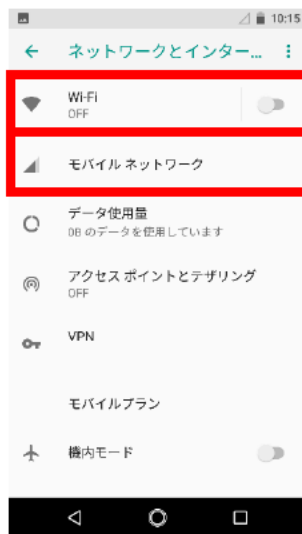 10:15
ネットワークとインター...
Wi-Fi
OFF
モバイル ネットワーク
データ使用量
0B のデータを使用しています
アクセス ポイントとテザリング
OFF
VPN
モバイルプラン
機内モード